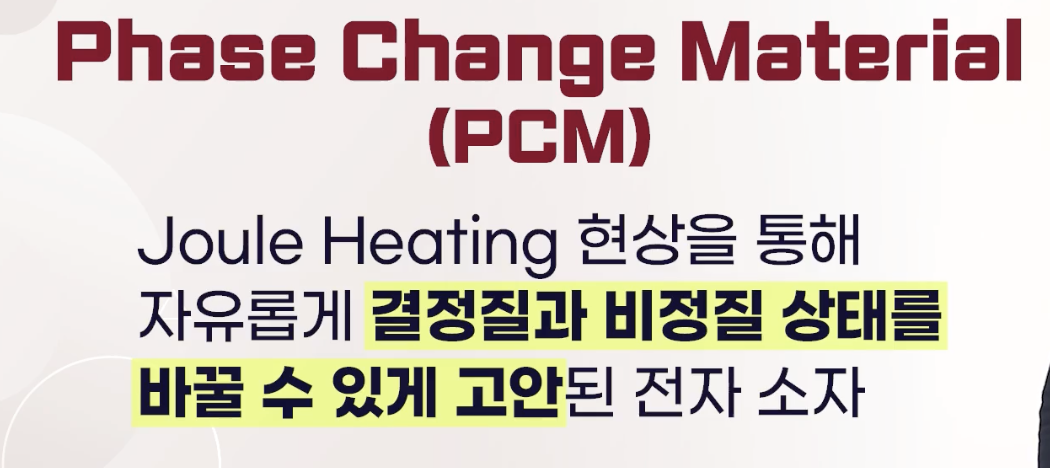 Phase Change Material
(PCM)
Joule Heating 현상을 통해
자유롭게 결정질과 비정질 상태를
바꿀 수 있게 고안된 전자 소자